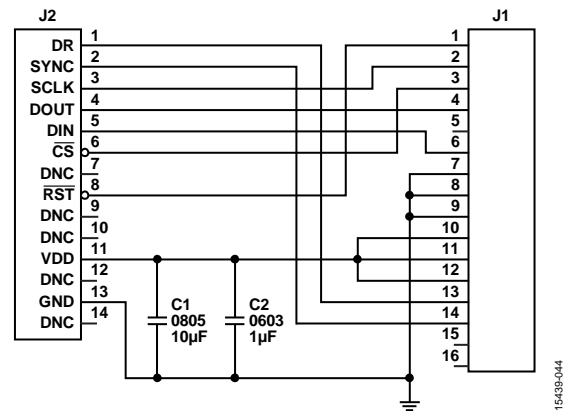 J2
J1
DR 1
SYNC 2
SCLK 3
DOUT 4
DIN 5
CS 6
DNC 7
RST 8
DNC 9
DNC 10
VDD 11
DNC 12
GND 13
DNC 14
1
2
3
4
5
6
7
8
9
10
11
12
13
14
15
16
C1
0805
10µF
C2
0603
1µF
15439-044